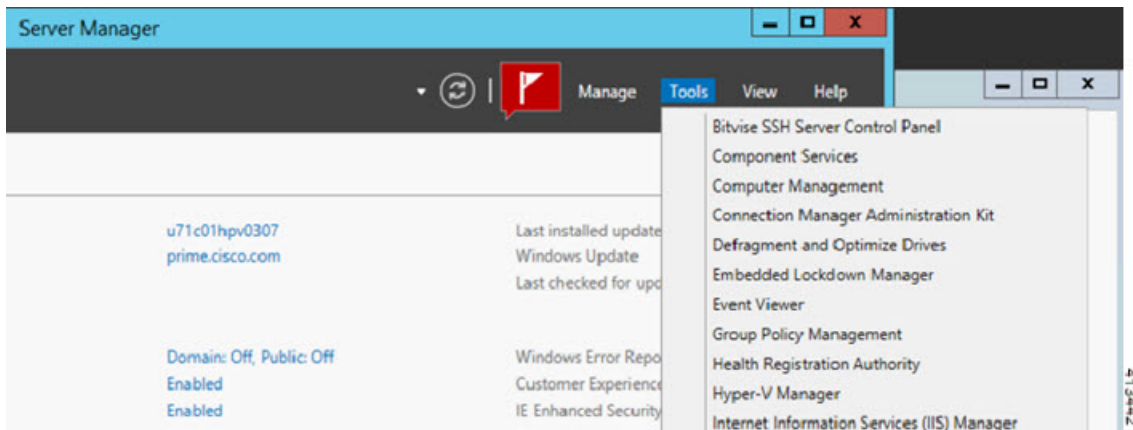 Server Manager
Manage Tools View Help
Bitvise SSH Server Control Panel
Component Services
Computer Management
Connection Manager Administration Kit
Defragment and Optimize Drives
Embedded Lockdown Manager
Event Viewer
Group Policy Management
Health Registration Authority
Hyper-V Manager
Internet Information Services (IIS) Manager
u71c01hpv0307
prime.cisco.com
Last installed update
Windows Update
Last checked for upd
Domain: Off, Public: Off
Enabled
Enabled
Windows Error Repo
Customer Experience
IE Enhanced Security
413442